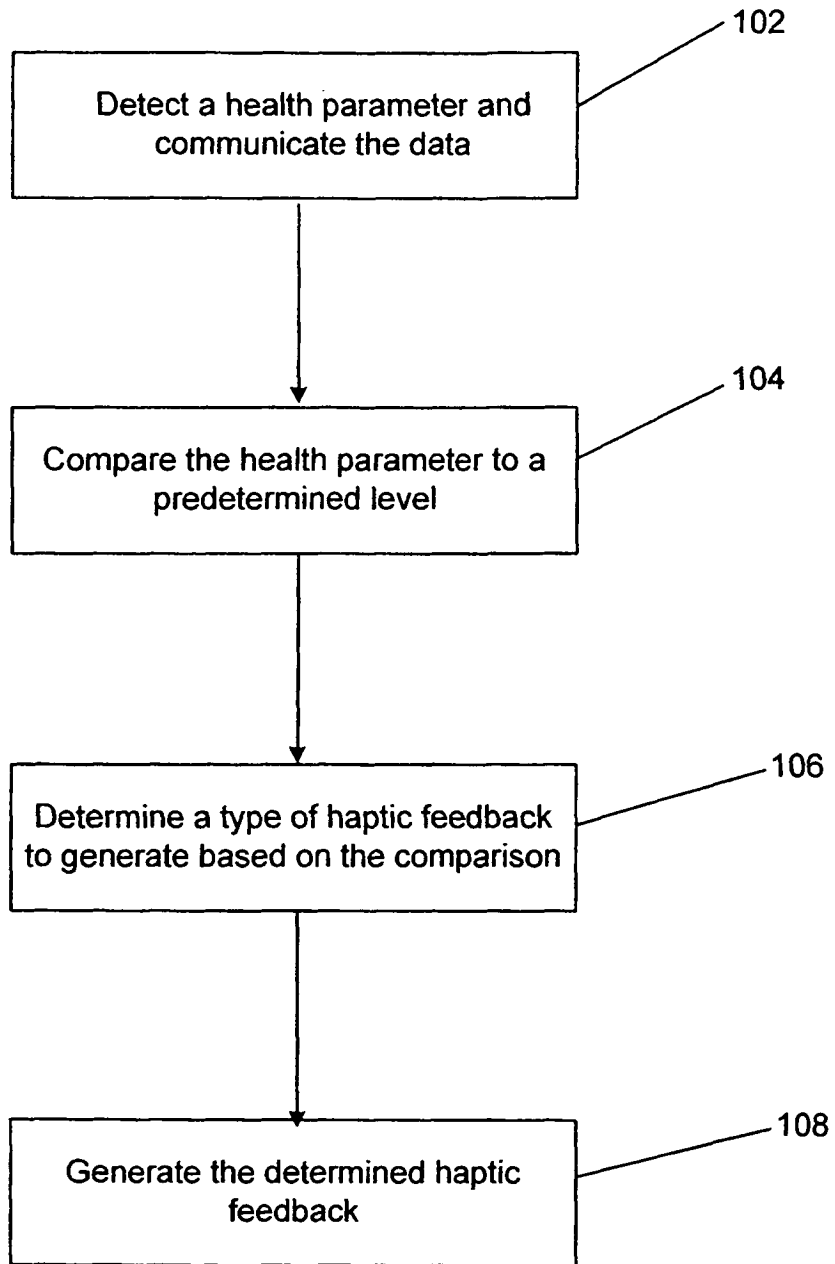 102
Detect a health parameter and
communicate the data
104
Compare the health parameter to a
predetermined level
106
Determine a type of haptic feedback
to generate based on the comparison
108
Generate the determined haptic
feedback